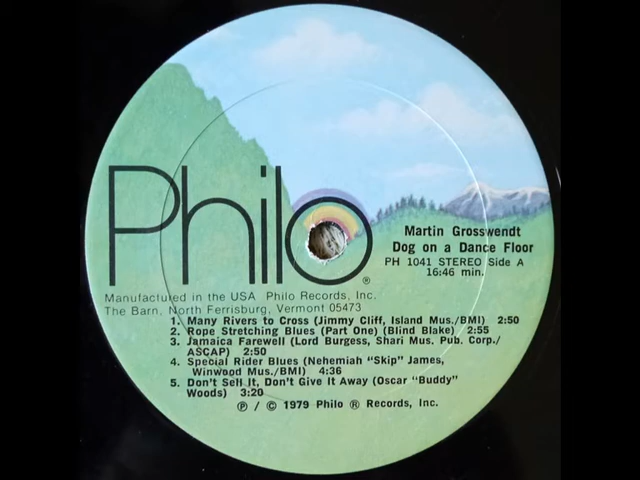 Philo®
Martin Grosswendt
Dog on a Dance Floor
PH 1041 STEREO Side A
16:46 min.
Manufactured in the USA Philo Records, Inc.
The Barn, North Ferrisburg, Vermont 05473
1. Many Rivers to Cross (Jimmy Cliff, Island Mus./BMI) 2:50
2. Rope Stretching Blues (Part One) (Blind Blake) 2:55
3. Jamaica Farewell (Lord Burgess, Shari Mus. Pub. Corp./
ASCAP) 2:50
4. Special Rider Blues (Nehemiah "Skip" James,
Winwood Mus./BMI) 4:36
5. Don't Sell It, Don't Give It Away (Oscar "Buddy"
Woods) 3:20
℗ / © 1979 Philo ® Records, Inc.